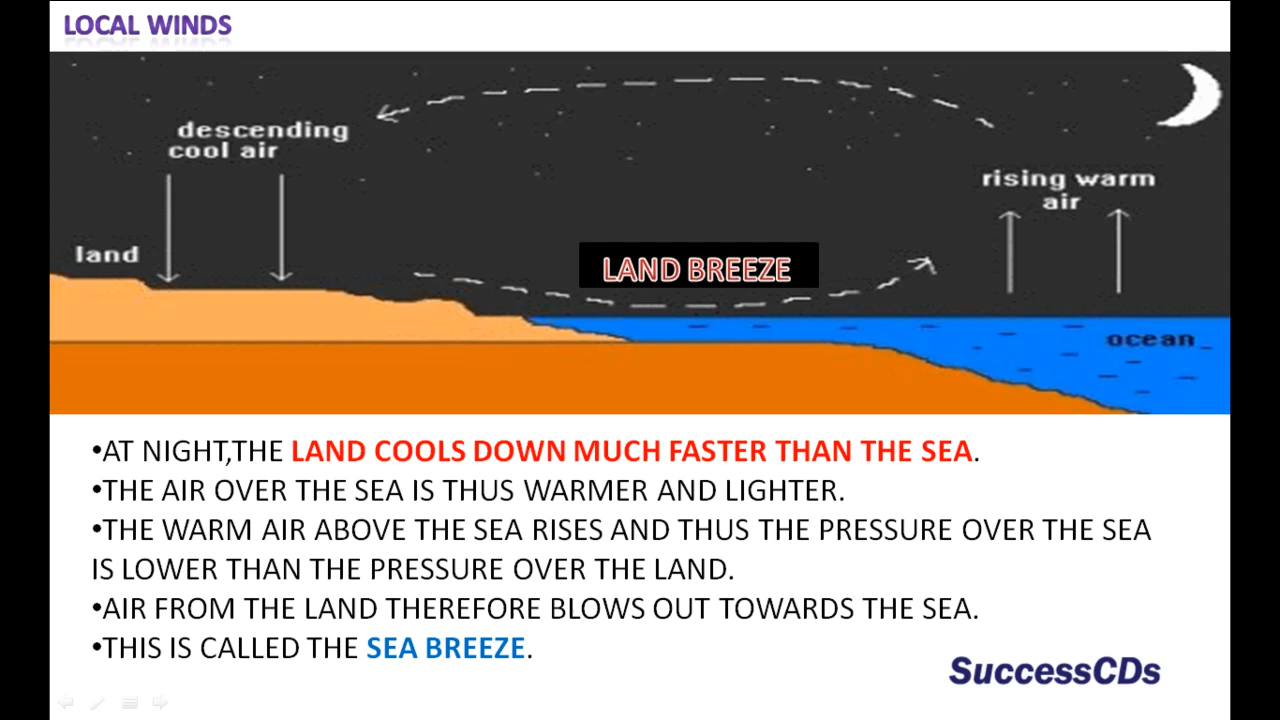 LOCAL WINDS
descending
cool air
rising warm
air
land
LAND BREEZE
ocean
•AT NIGHT,THE LAND COOLS DOWN MUCH FASTER THAN THE SEA.
•THE AIR OVER THE SEA IS THUS WARMER AND LIGHTER.
•THE WARM AIR ABOVE THE SEA RISES AND THUS THE PRESSURE OVER THE SEA
IS LOWER THAN THE PRESSURE OVER THE LAND.
•AIR FROM THE LAND THEREFORE BLOWS OUT TOWARDS THE SEA.
•THIS IS CALLED THE SEA BREEZE.
SuccessCDs